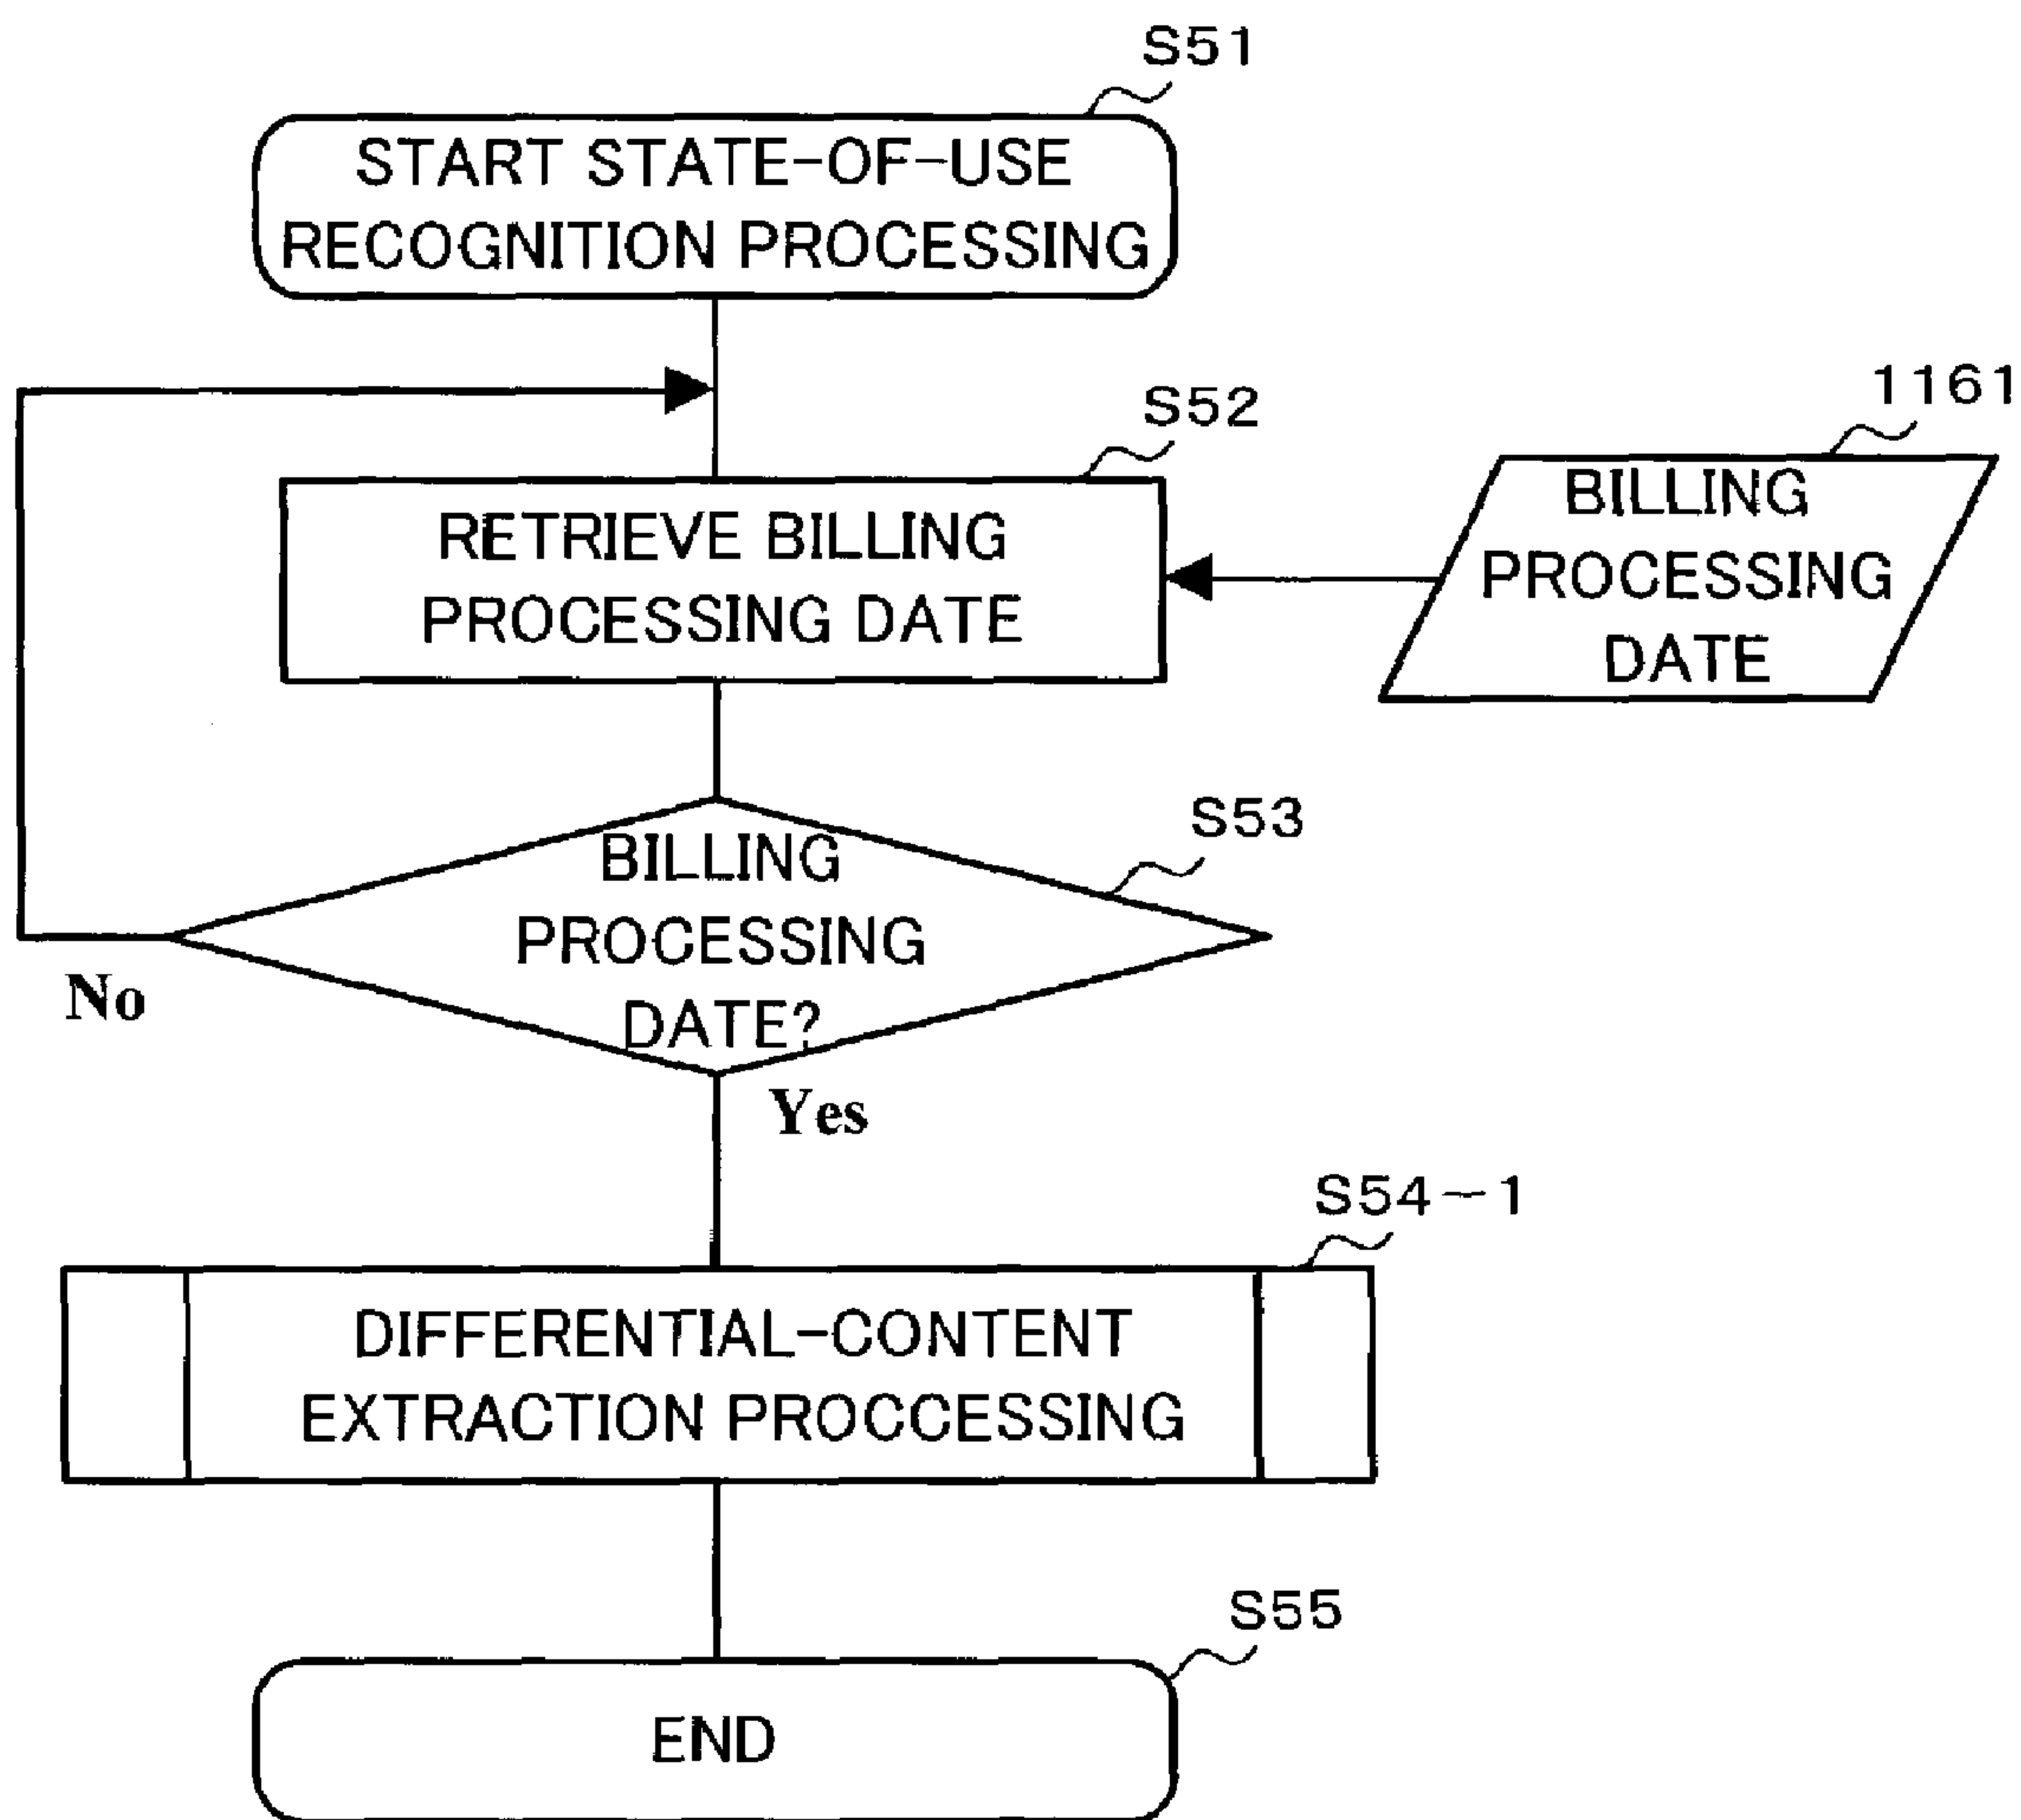 S51
START STATE-OF-USE
RECOGNITION PROCESSING
S52
RETRIEVE BILLING
PROCESSING DATE
1161
BILLING
PROCESSING
DATE
S53
BILLING
PROCESSING
DATE?
No
Yes
S54-1
DIFFERENTIAL-CONTENT
EXTRACTION PROCCESSING
S55
END